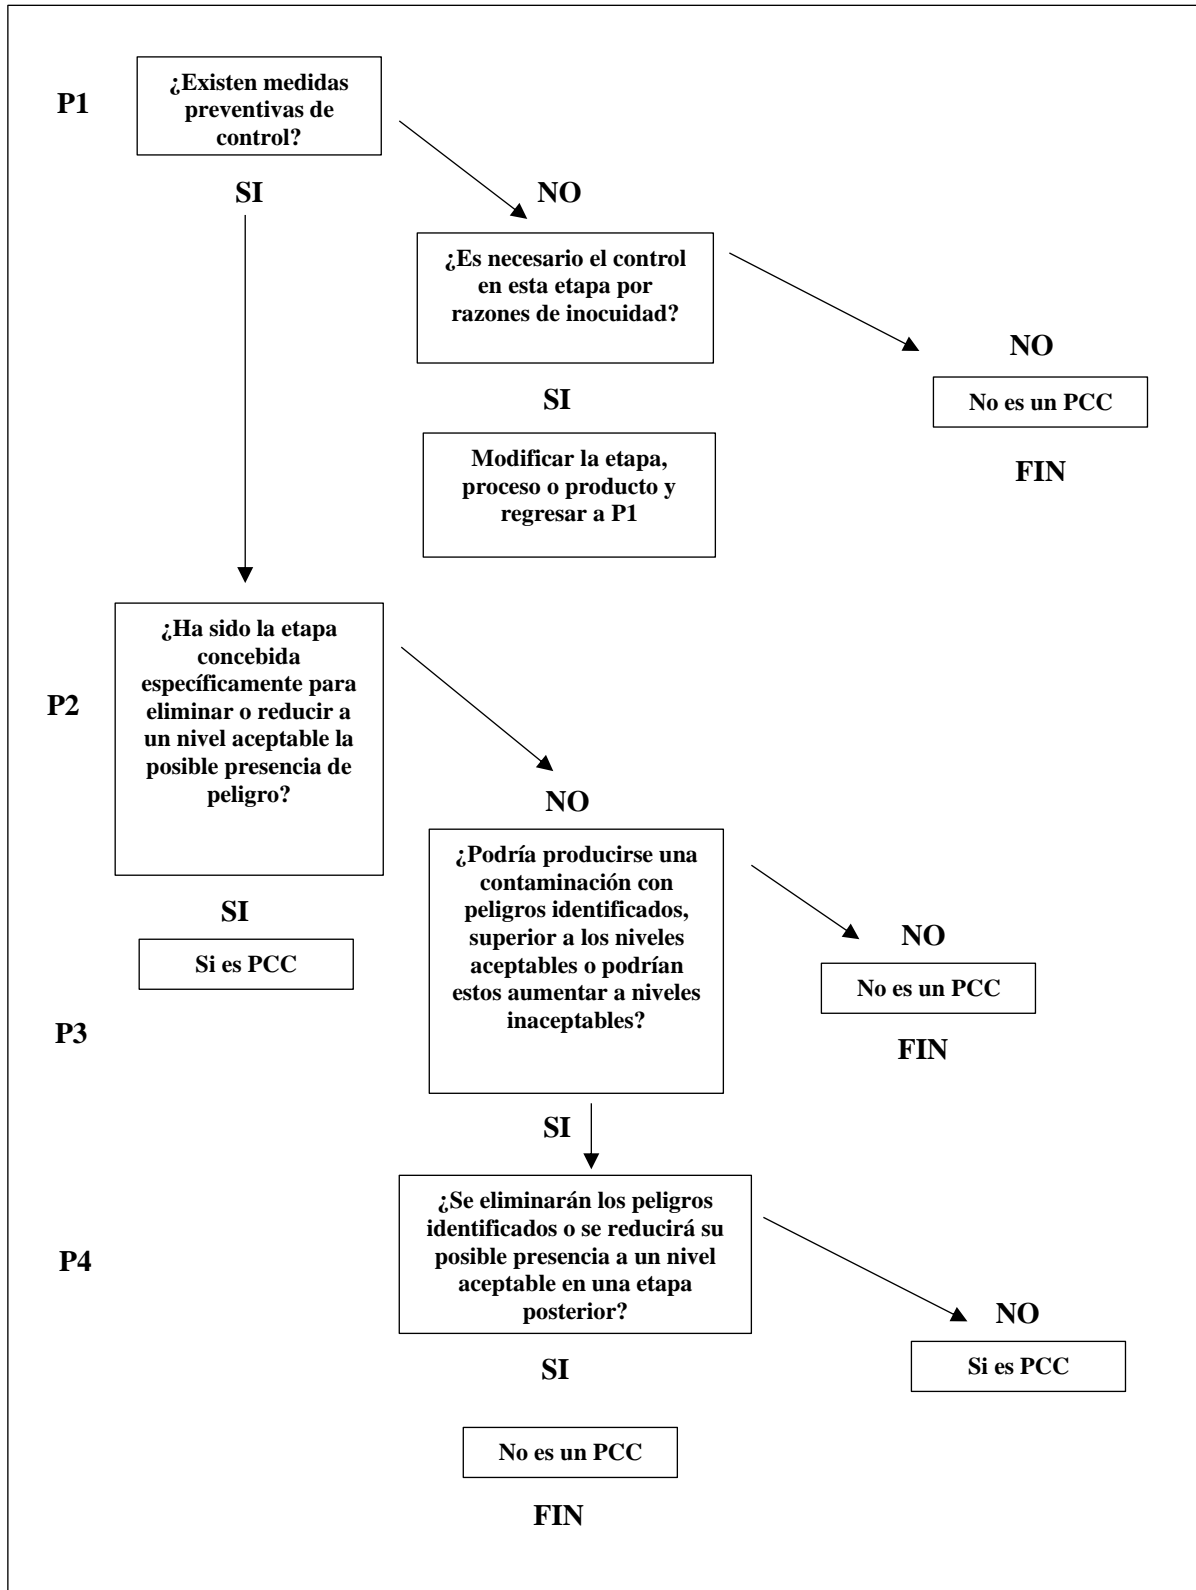 P1
¿Existen medidas
preventivas de
control?
SI
NO
¿Es necesario el control
en esta etapa por
razones de inocuidad?
NO
No es un PCC
FIN
SI
Modificar la etapa,
proceso o producto y
regresar a P1
P2
¿Ha sido la etapa
concebida
específicamente para
eliminar o reducir a
un nivel aceptable la
posible presencia de
peligro?
SI
Si es PCC
NO
P3
¿Podría producirse una
contaminación con
peligros identificados,
superior a los niveles
aceptables o podrían
estos aumentar a niveles
inaceptables?
NO
No es un PCC
FIN
SI
P4
¿Se eliminarán los peligros
identificados o se reducirá su
posible presencia a un nivel
aceptable en una etapa
posterior?
NO
Si es PCC
SI
No es un PCC
FIN